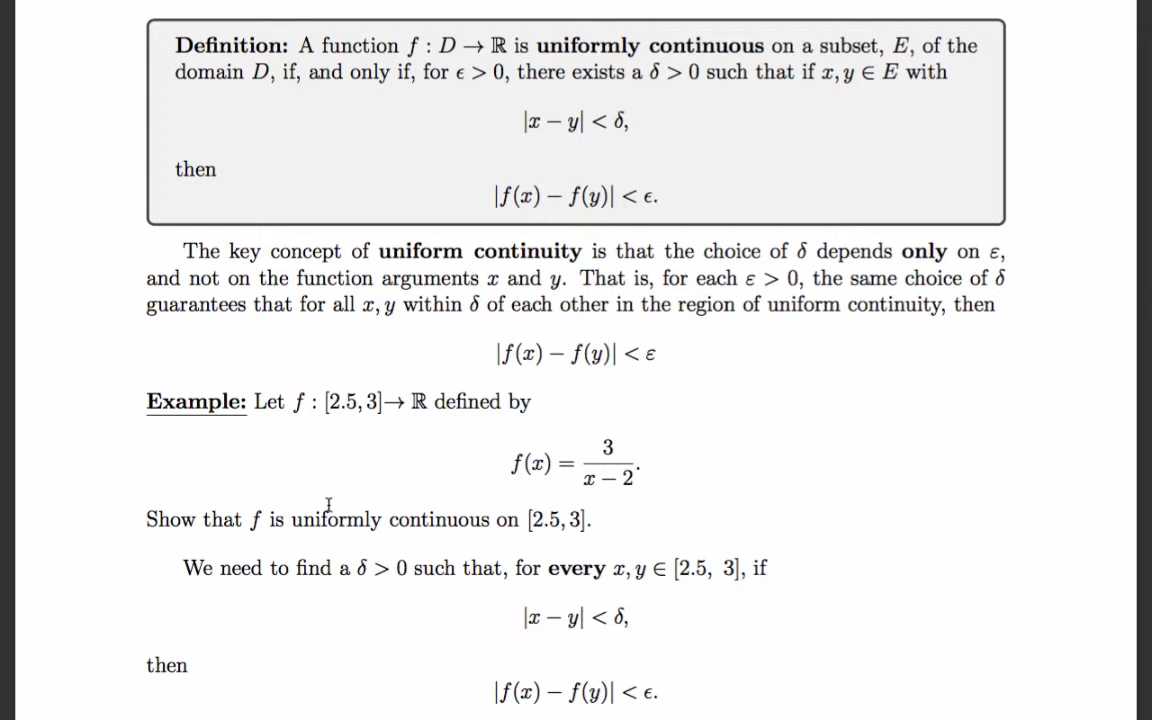 Definition: A function f : D → ℝ is uniformly continuous on a subset, E, of the
domain D, if, and only if, for ϵ > 0, there exists a δ > 0 such that if x, y ∈ E with
|x − y| < δ,
then
|f(x) − f(y)| < ϵ.
The key concept of uniform continuity is that the choice of δ depends only on ε,
and not on the function arguments x and y. That is, for each ε > 0, the same choice of δ
guarantees that for all x, y within δ of each other in the region of uniform continuity, then
|f(x) − f(y)| < ε
Example: Let f : [2.5, 3]→ ℝ defined by
f(x) = 3 / (x − 2).
Show that f is uniformly continuous on [2.5, 3].
We need to find a δ > 0 such that, for every x, y ∈ [2.5, 3], if
|x − y| < δ,
then
|f(x) − f(y)| < ϵ.